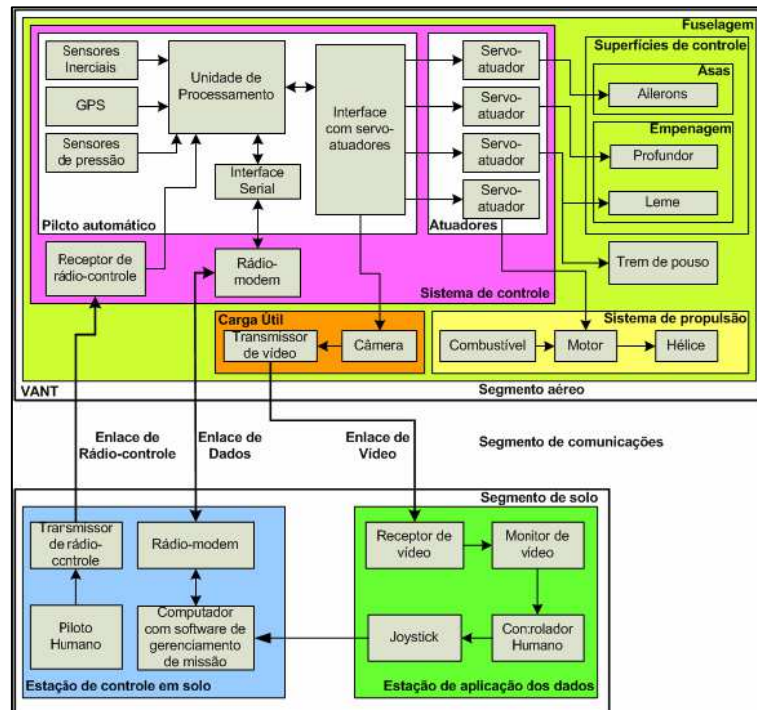 Fuselagem
Superfícies de controle
Asas
Ailerons
Empenagem
Profundor
Leme
Trem de pouso
Sensores
Inerciais
GPS
Sensores
de pressão
Unidade de
Processamento
Interface
Serial
Interface
com servo-
atuadores
Piloto automático
Servo-
atuador
Servo-
atuador
Servo-
atuador
Servo-
atuador
Atuadores
Receptor de
rádio-controle
Rádio-
modem
Sistema de controle
Carga Útil
Transmissor
de vídeo
Câmera
Sistema de propulsão
Combustível
Motor
Hélice
VANT
Segmento aéreo
Enlace de
Rádio-controle
Enlace de
Dados
Enlace de
Vídeo
Segmento de comunicações
Segmento de solo
Transmissor
de rádio-
controle
Rádio-modem
Piloto
Humano
Computador
com software de
gerenciamento
de missão
Estação de controle em solo
Receptor de
vídeo
Monitor de
vídeo
Joystick
Controlador
Humano
Estação de aplicação dos dados